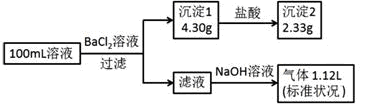 100mL溶液
BaCl₂溶液
过滤
沉淀1
4.30g
盐酸
沉淀2
2.33g
滤液
NaOH溶液
气体 1.12L
(标准状况)